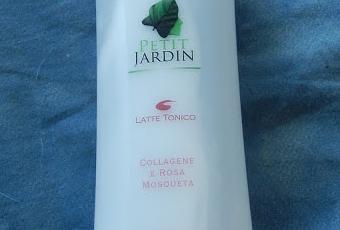 PETIT
JARDIN
LATTE TONICO
COLLAGENE
E ROSA
MOSQUETA